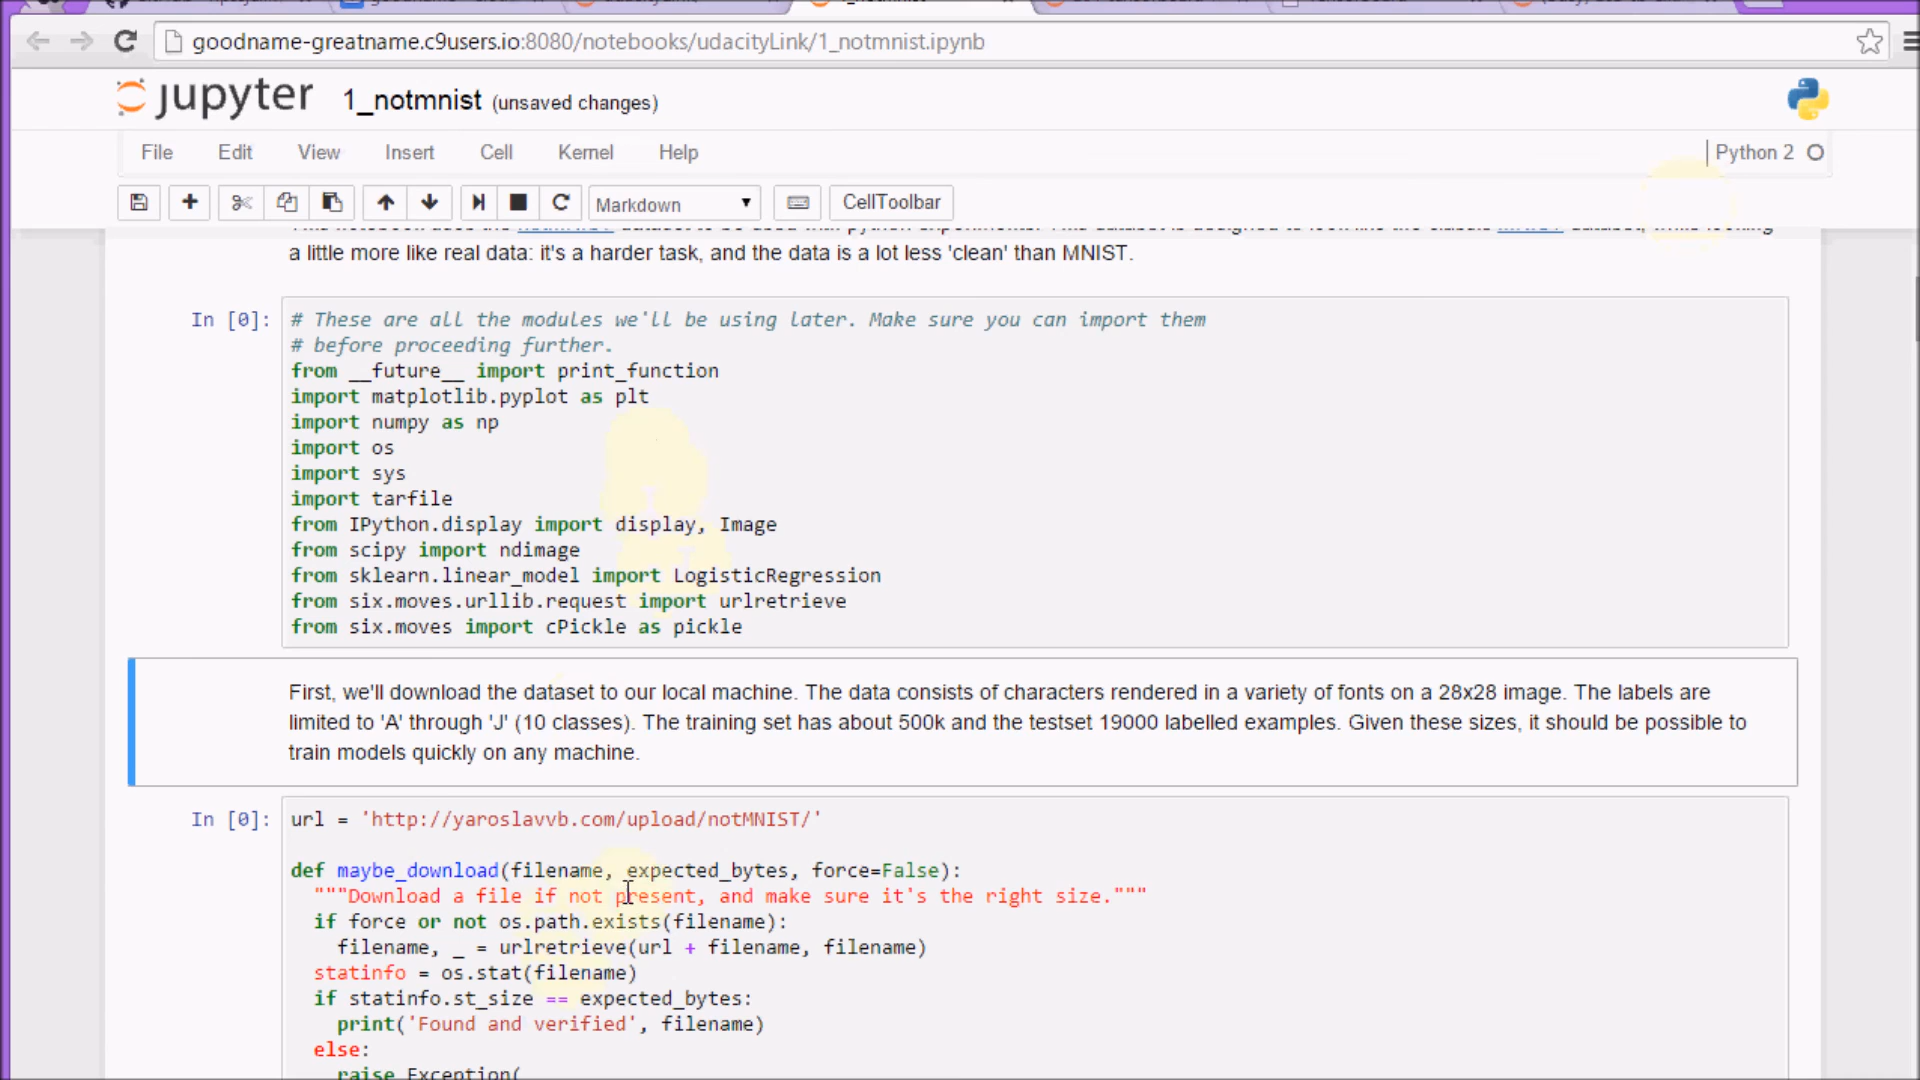 1_notmnist
goodname-greatname.c9users.io:8080/notebooks/udacityLink/1_notmnist.ipynb
jupyter 1_notmnist (unsaved changes)
File Edit View Insert Cell Kernel Help Python 2
Markdown CellToolbar
a little more like real data: it's a harder task, and the data is a lot less 'clean' than MNIST.
In [0]:
# These are all the modules we'll be using later. Make sure you can import them
# before proceeding further.
from __future__ import print_function
import matplotlib.pyplot as plt
import numpy as np
import os
import sys
import tarfile
from IPython.display import display, Image
from scipy import ndimage
from sklearn.linear_model import LogisticRegression
from six.moves.urllib.request import urlretrieve
from six.moves import cPickle as pickle
First, we'll download the dataset to our local machine. The data consists of characters rendered in a variety of fonts on a 28x28 image. The labels are
limited to 'A' through 'J' (10 classes). The training set has about 500k and the testset 19000 labelled examples. Given these sizes, it should be possible to
train models quickly on any machine.
In [0]:
url = 'http://yaroslavvb.com/upload/notMNIST/'
def maybe_download(filename, expected_bytes, force=False):
"""Download a file if not present, and make sure it's the right size."""
if force or not os.path.exists(filename):
filename, _ = urlretrieve(url + filename, filename)
statinfo = os.stat(filename)
if statinfo.st_size == expected_bytes:
print('Found and verified', filename)
else:
raise Exception(